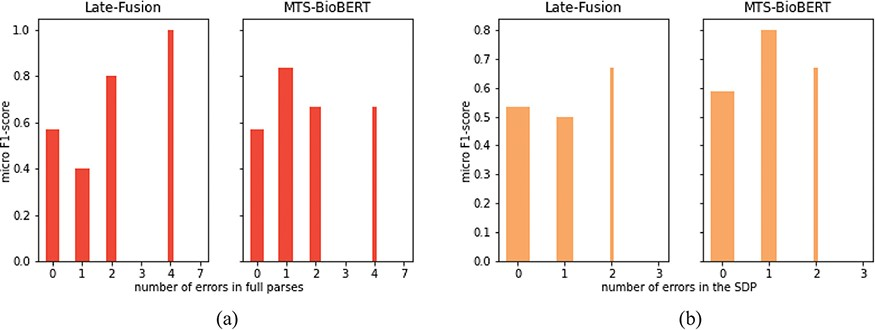 Late-Fusion
MTS-BioBERT
micro F1-score
1.0
0.8
0.6
0.4
0.2
0.0
0 1 2 3 4 7
0 1 2 3 4 7
number of errors in full parses
(a)
Late-Fusion
MTS-BioBERT
micro F1-score
0.8
0.7
0.6
0.5
0.4
0.3
0.2
0.1
0.0
0 1 2 3
0 1 2 3
number of errors in the SDP
(b)